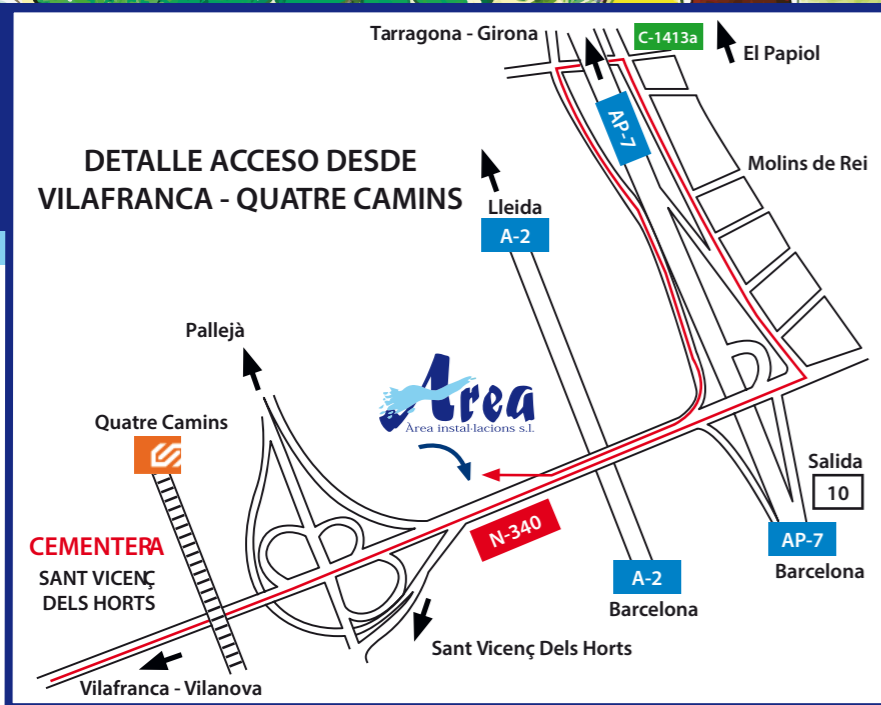 Tarragona - Girona
C-1413a
El Papiol
AP-7
DETALLE ACCESO DESDE
VILAFRANCA - QUATRE CAMINS
Molins de Rei
Lleida
A-2
Pallejà
Àrea
Àrea instal·lacions s.l.
Quatre Camins
Salida
10
N-340
CEMENTERA
SANT VICENÇ
DELS HORTS
AP-7
Barcelona
A-2
Barcelona
Sant Vicenç Dels Horts
Vilafranca - Vilanova